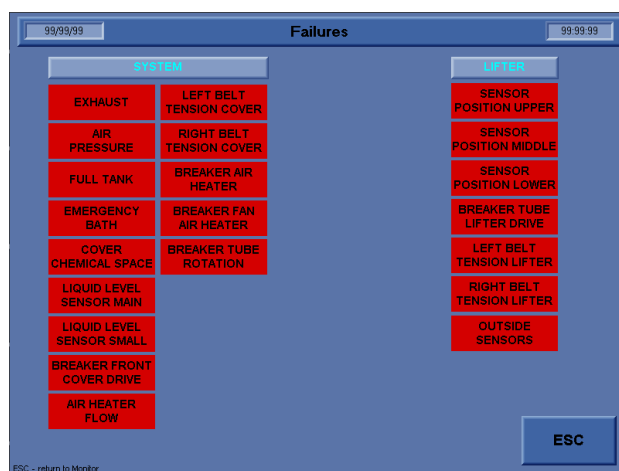 99/99/99
Failures
99:99:99
SYSTEM
EXHAUST
AIR
PRESSURE
FULL TANK
EMERGENCY
BATH
COVER
CHEMICAL SPACE
LIQUID LEVEL
SENSOR MAIN
LIQUID LEVEL
SENSOR SMALL
BREAKER FRONT
COVER DRIVE
AIR HEATER
FLOW
LEFT BELT
TENSION COVER
RIGHT BELT
TENSION COVER
BREAKER AIR
HEATER
BREAKER FAN
AIR HEATER
BREAKER TUBE
ROTATION
LIFTER
SENSOR
POSITION UPPER
SENSOR
POSITION MIDDLE
SENSOR
POSITION LOWER
BREAKER TUBE
LIFTER DRIVE
LEFT BELT
TENSION LIFTER
RIGHT BELT
TENSION LIFTER
OUTSIDE
SENSORS
ESC
ESC - return to Monitor